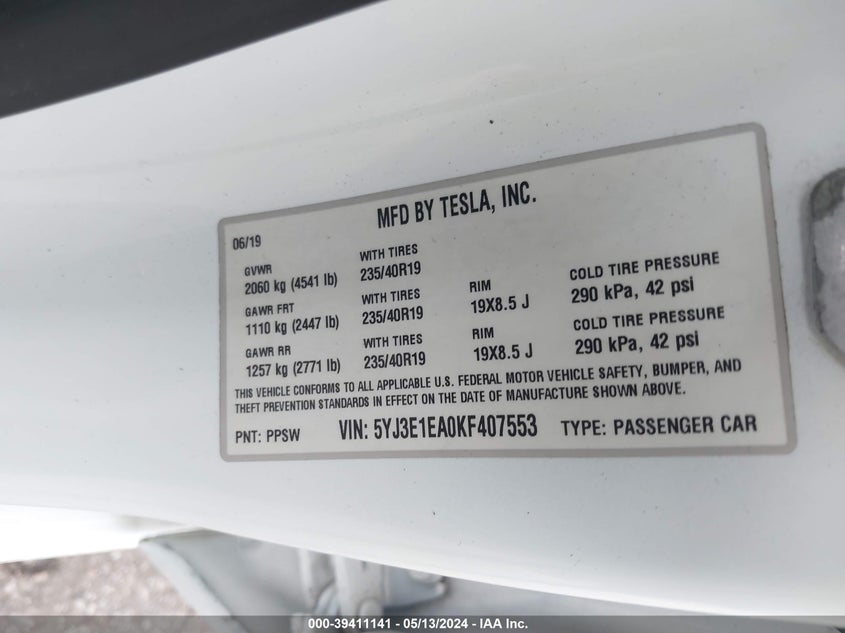 MFD BY TESLA, INC.
06/19
GVWR WITH TIRES
2060 kg (4541 lb) 235/40R19
GAWR FRT WITH TIRES RIM COLD TIRE PRESSURE
1110 kg (2447 lb) 235/40R19 19X8.5 J 290 kPa, 42 psi
GAWR RR WITH TIRES RIM COLD TIRE PRESSURE
1257 kg (2771 lb) 235/40R19 19X8.5 J 290 kPa, 42 psi
THIS VEHICLE CONFORMS TO ALL APPLICABLE U.S. FEDERAL MOTOR VEHICLE SAFETY, BUMPER, AND
THEFT PREVENTION STANDARDS IN EFFECT ON THE DATE OF MANUFACTURE SHOWN ABOVE.
PNT: PPSW VIN: 5YJ3E1EA0KF407553 TYPE: PASSENGER CAR
000-39411141 - 05/13/2024 - IAA Inc.